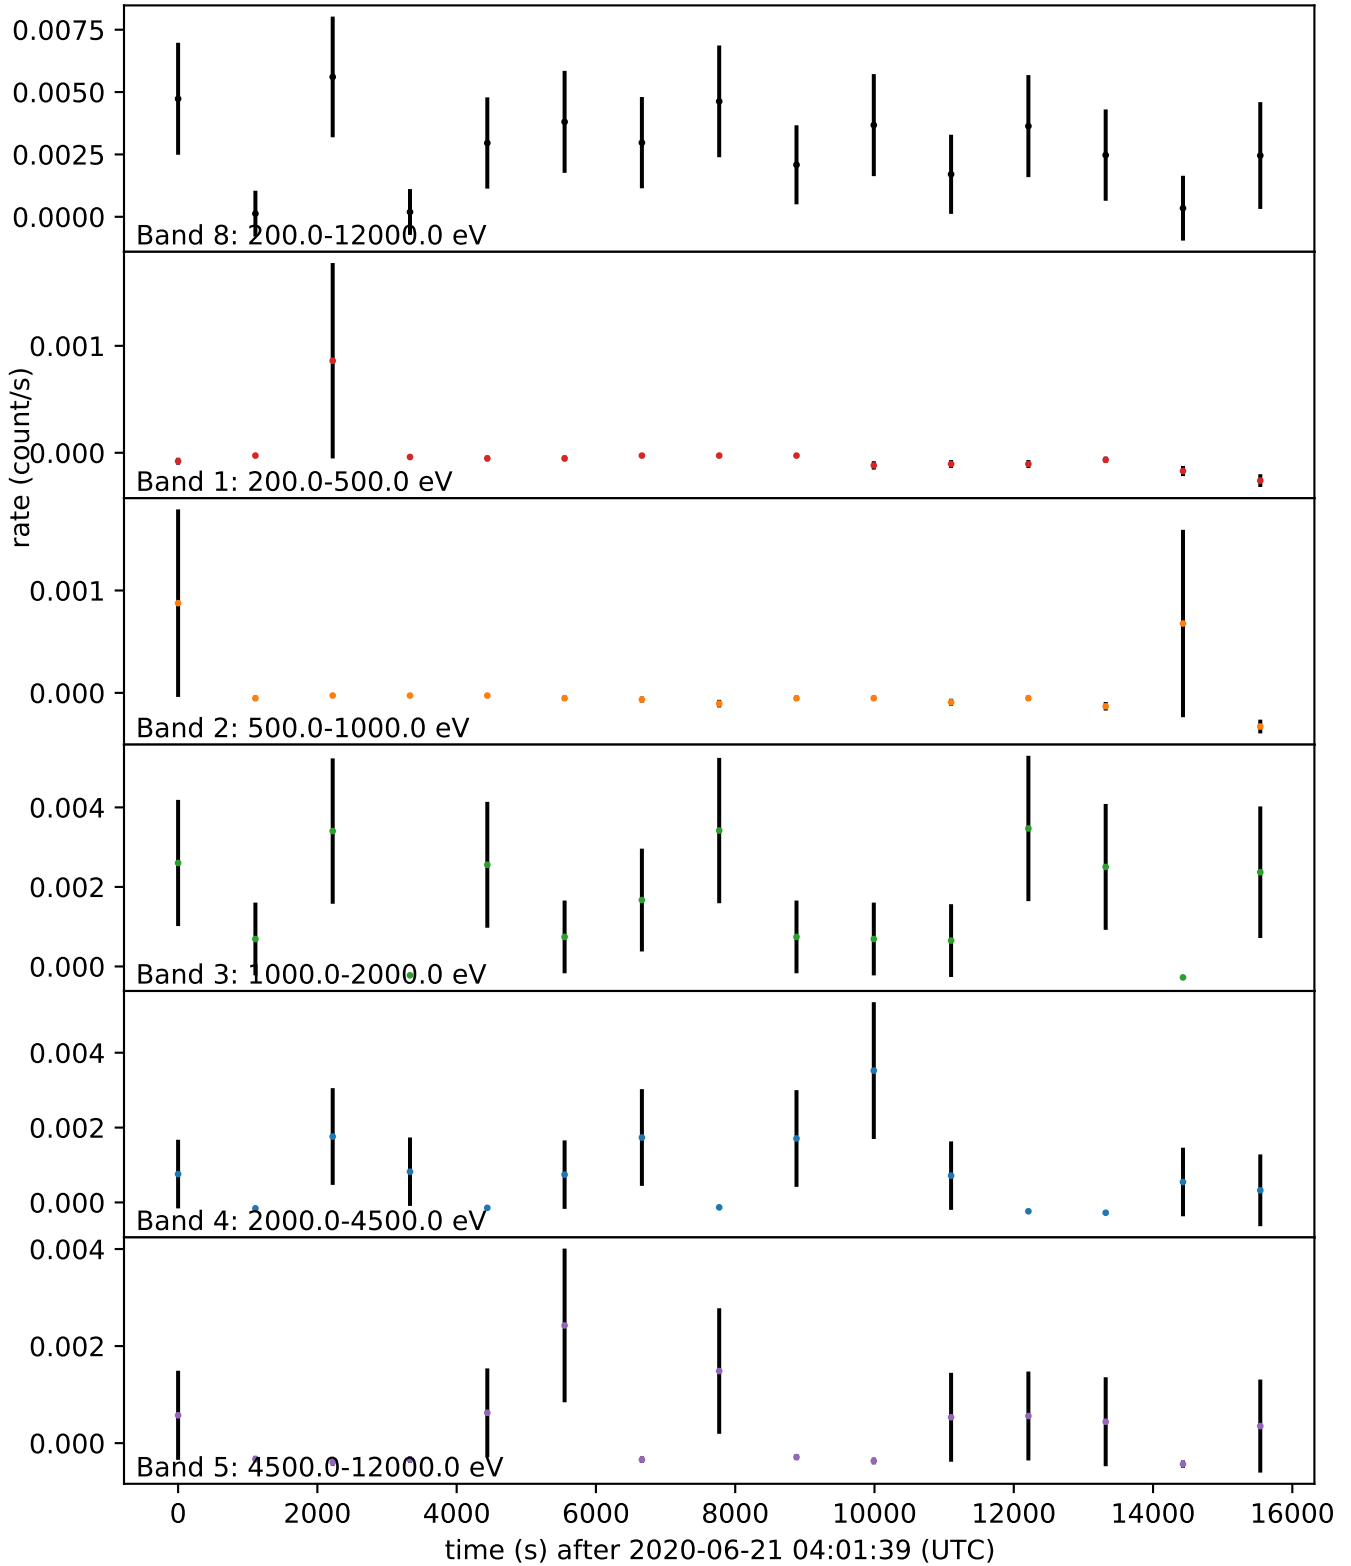 0.0075
0.0050
0.0025
0.0000
Band 8: 200.0-12000.0 eV
0.001
0.000
Band 1: 200.0-500.0 eV
rate (count/s)
0.001
0.000
Band 2: 500.0-1000.0 eV
0.004
0.002
0.000
Band 3: 1000.0-2000.0 eV
0.004
0.002
0.000
Band 4: 2000.0-4500.0 eV
0.004
0.002
0.000
Band 5: 4500.0-12000.0 eV
0 2000 4000 6000 8000 10000 12000 14000 16000
time (s) after 2020-06-21 04:01:39 (UTC)